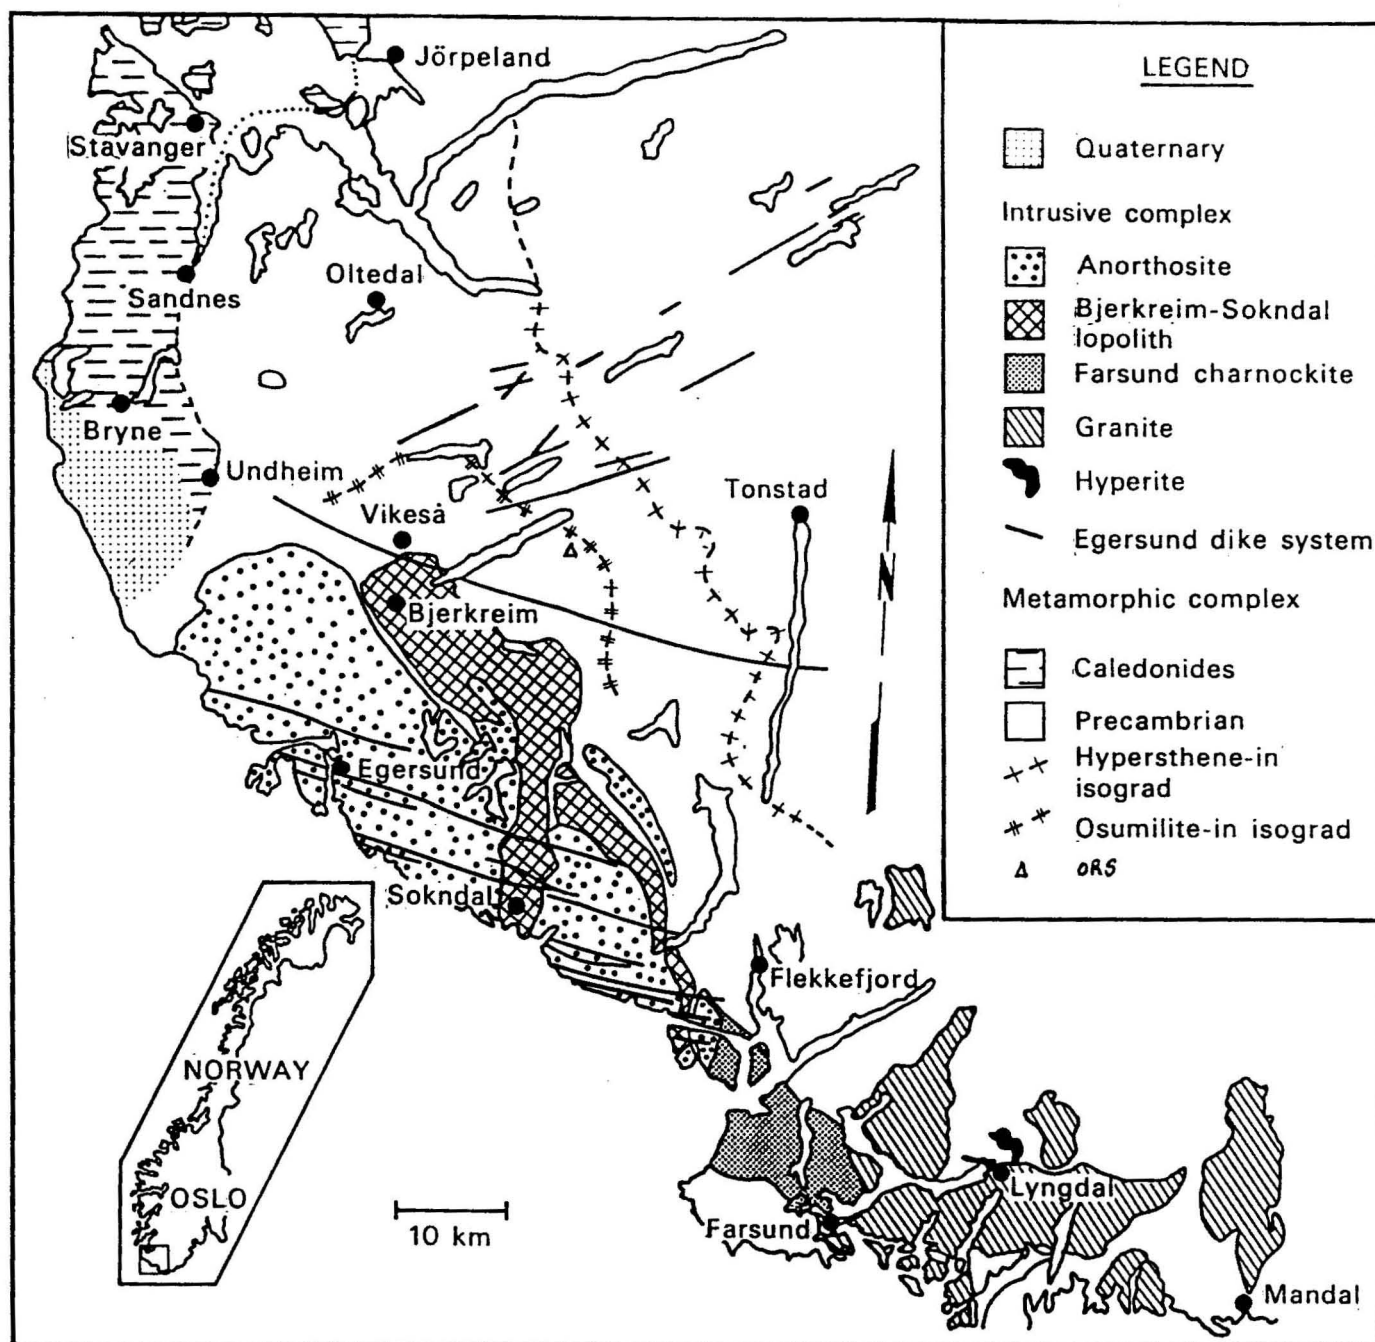 Jörpeland
Stavanger
Sandnes
Oltedal
Bryne
Undheim
Vikeså
Tonstad
Bjerkreim
Egersund
Sokndal
Flekkefjord
Lyngdal
Farsund
Mandal
N
NORWAY
OSLO
10 km
LEGEND
Quaternary
Intrusive complex
Anorthosite
Bjerkreim-Sokndal
lopolith
Farsund charnockite
Granite
Hyperite
Egersund dike system
Metamorphic complex
Caledonides
Precambrian
Hypersthene-in
isograd
Osumilite-in isograd
ORS